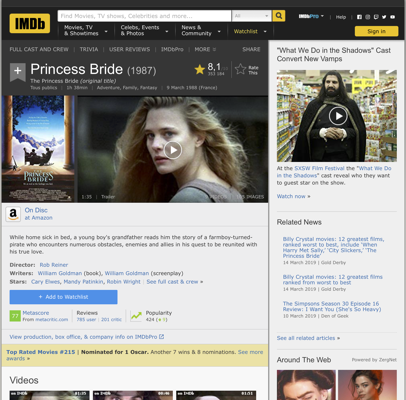 IMDb
Find Movies, TV shows, Celebrities and more...
All
Movies, TV & Showtimes
Celebs, Events & Photos
News & Community
Watchlist
IMDbPro
Help
Sign in
FULL CAST AND CREW | TRIVIA | USER REVIEWS | IMDbPro | MORE
SHARE
Princess Bride (1987)
The Princess Bride (original title)
Tous publics | 1h 38min | Adventure, Family, Fantasy | 9 March 1988 (France)
8,1
Rate This
PRINCESS BRIDE
1:35 | Trailer
IMAGES
On Disc
at Amazon
While home sick in bed, a young boy's grandfather reads him the story of a farmboy-turned-
pirate who encounters numerous obstacles, enemies and allies in his quest to be reunited with
his true love.
Director: Rob Reiner
Writers: William Goldman (book), William Goldman (screenplay)
Stars: Cary Elwes, Mandy Patinkin, Robin Wright | See full cast & crew »
+ Add to Watchlist
77
Metascore
From metacritic.com
Reviews
785 user | 201 critic
Popularity
View production, box office, & company info on IMDbPro
Top Rated Movies #215 | Nominated for 1 Oscar. Another 7 wins & 8 nominations. See more
awards »
Videos
"What We Do in the Shadows" Cast
Convert New Vamps
At the SXSW Film Festival the "What We
Do in the Shadows" cast reveal who they
want to guest star on the show.
Watch now »
Related News
Billy Crystal movies: 12 greatest films,
ranked worst to best, include 'When
Harry Met Sally,' 'City Slickers,' 'The
Princess Bride'
14 March 2019 | Gold Derby
Billy Crystal movies: 12 greatest films
ranked from worst to best
14 March 2019 | Gold Derby
The Simpsons Season 30 Episode 16
Review: I Want You (She's So Heavy)
10 March 2019 | Den of Geek
See all related articles »
Around The Web
Powered by ZergNet